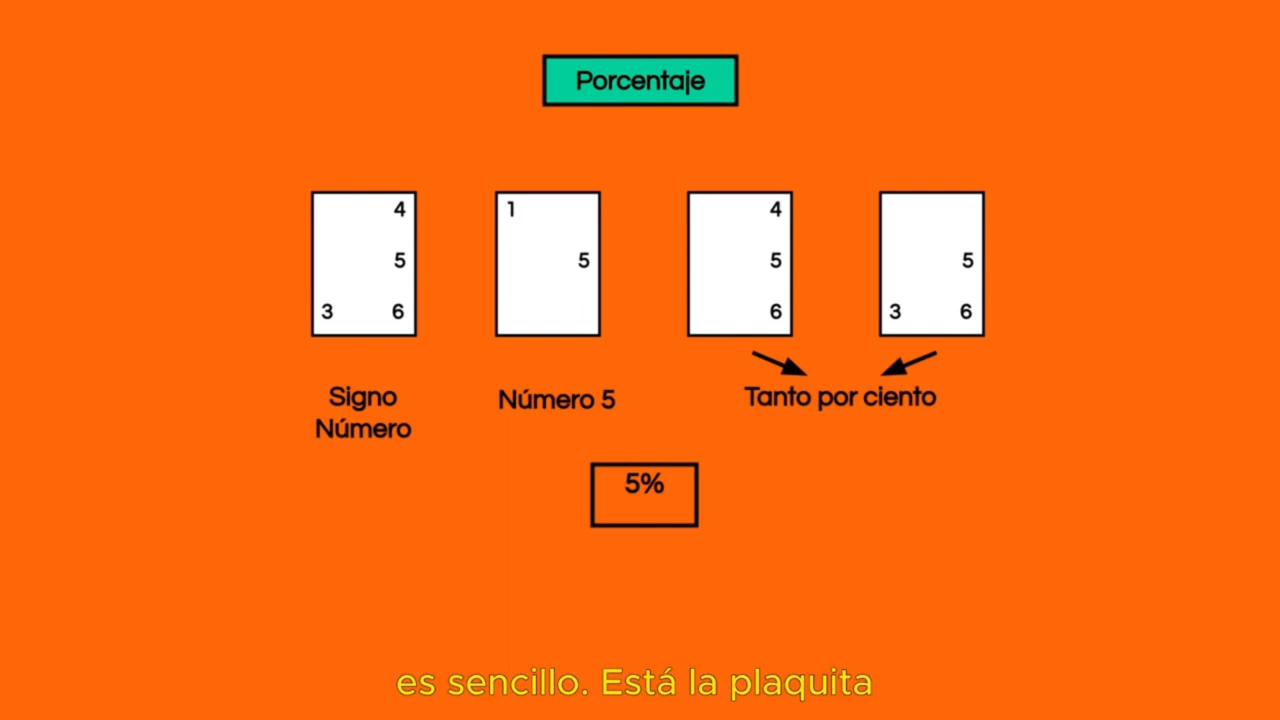 Porcentaje
4 1 4
5 5 5 5
3 6 6 3 6
Signo
Número
Número 5
Tanto por ciento
5%
es sencillo. Está la plaquita